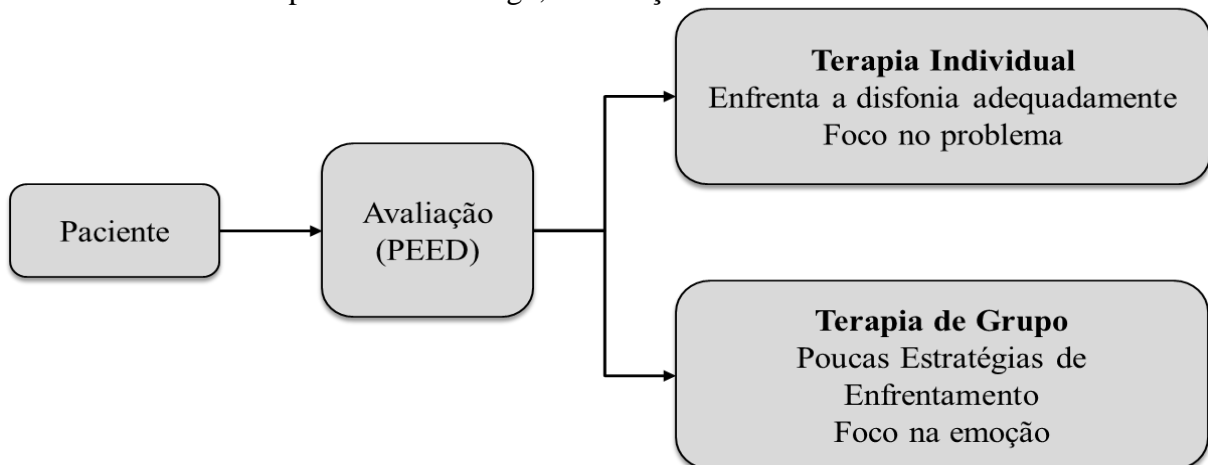 Paciente
Avaliação
(PEED)
Terapia Individual
Enfrenta a disfonia adequadamente
Foco no problema
Terapia de Grupo
Poucas Estratégias de
Enfrentamento
Foco na emoção